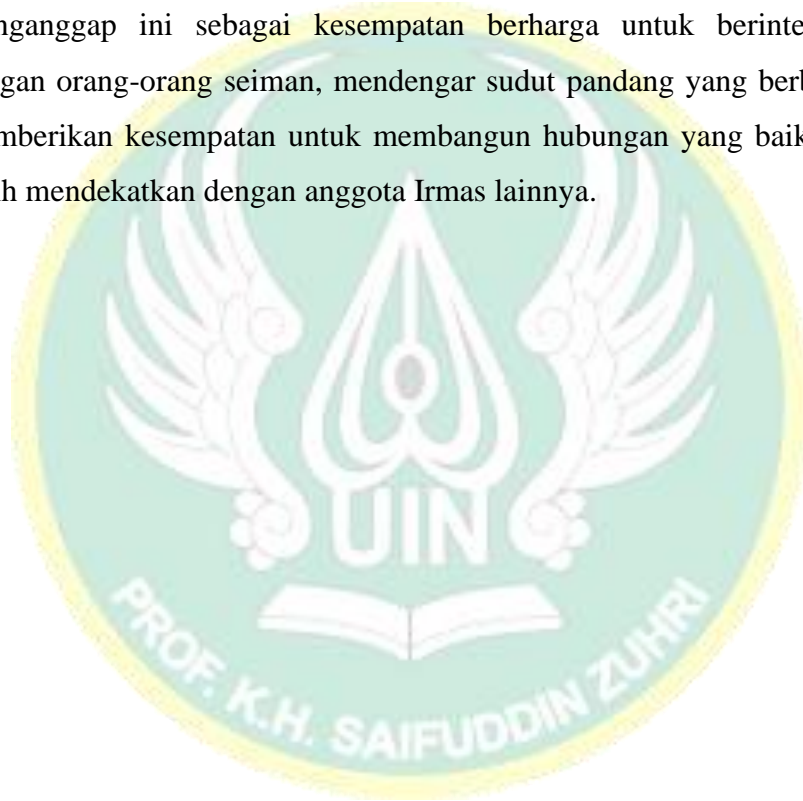 nganggap ini sebagai kesempatan berharga untuk berinte
gan orang-orang seiman, mendengar sudut pandang yang berb
mberikan kesempatan untuk membangun hubungan yang baik
ih mendekatkan dengan anggota Irmas lainnya.
UIN
PROF. K.H. SAIFUDDIN ZUHRI